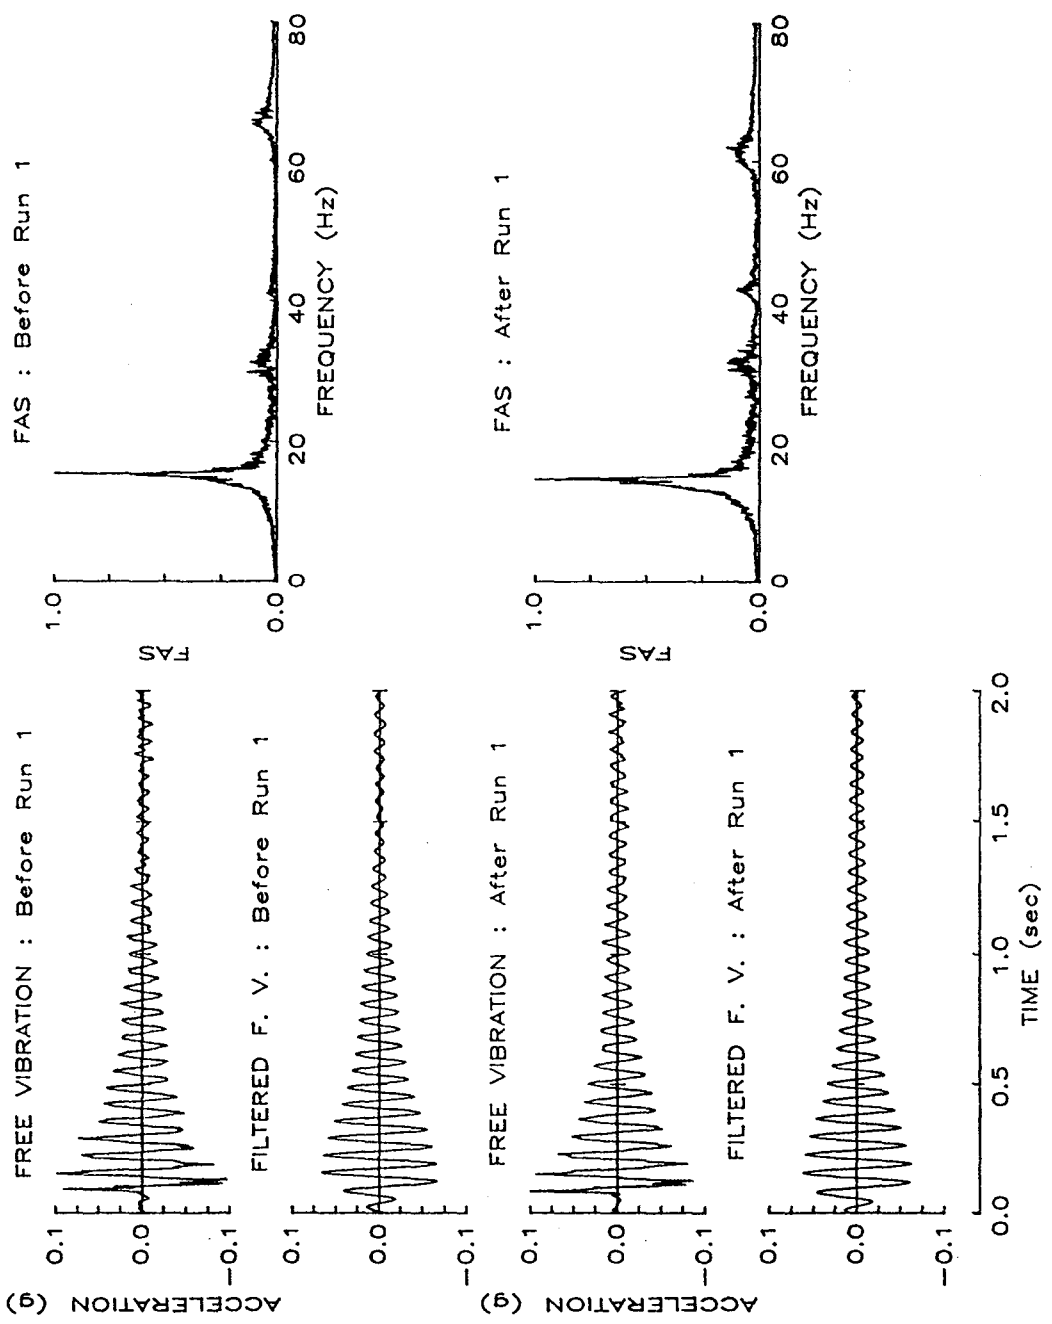 FREE VIBRATION : Before Run 1
ACCELERATION
(g)
0.1
0.0
-0.1
FILTERED F. V. : Before Run 1
0.1
0.0
-0.1
FREE VIBRATION : After Run 1
ACCELERATION
(g)
0.1
0.0
-0.1
FILTERED F. V. : After Run 1
0.1
0.0
-0.1
0.0 0.5 1.0 1.5 2.0
TIME (sec)
FAS : Before Run 1
FAS
1.0
0.0
0 20 40 60 80
FREQUENCY (Hz)
FAS : After Run 1
FAS
1.0
0.0
0 20 40 60 80
FREQUENCY (Hz)